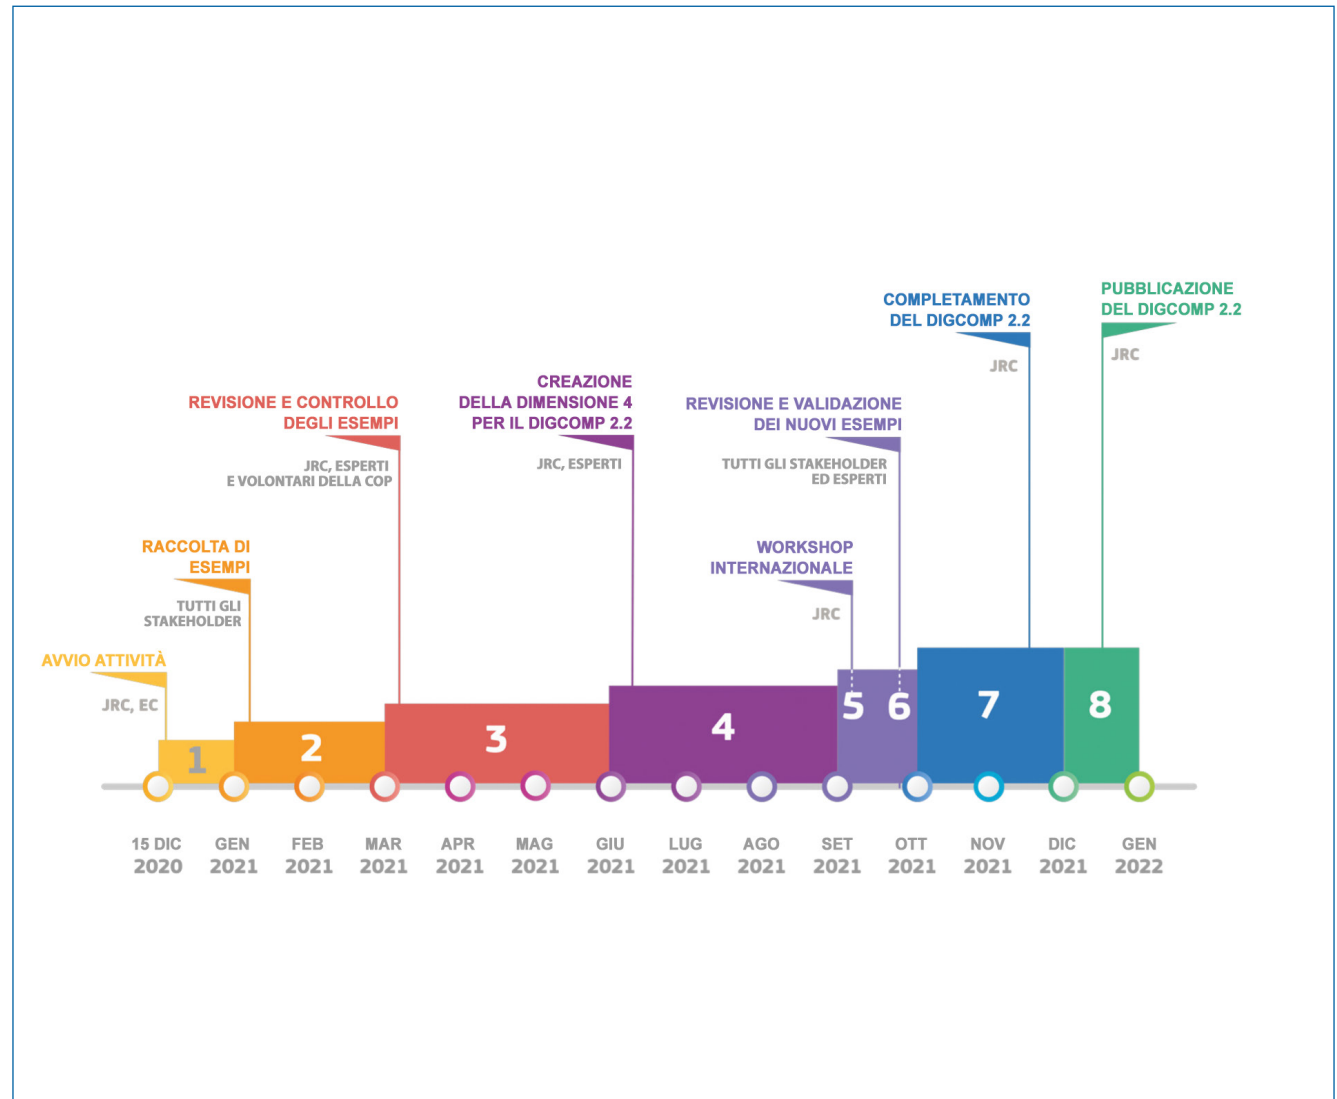 AVVIO ATTIVITÀ
JRC, EC
RACCOLTA DI
ESEMPI
TUTTI GLI
STAKEHOLDER
REVISIONE E CONTROLLO
DEGLI ESEMPI
JRC, ESPERTI
E VOLONTARI DELLA COP
CREAZIONE
DELLA DIMENSIONE 4
PER IL DIGCOMP 2.2
JRC, ESPERTI
WORKSHOP
INTERNAZIONALE
JRC
REVISIONE E VALIDAZIONE
DEI NUOVI ESEMPI
TUTTI GLI STAKEHOLDER
ED ESPERTI
COMPLETAMENTO
DEL DIGCOMP 2.2
JRC
PUBBLICAZIONE
DEL DIGCOMP 2.2
JRC
1
2
3
4
5
6
7
8
15 DIC
2020
GEN
2021
FEB
2021
MAR
2021
APR
2021
MAG
2021
GIU
2021
LUG
2021
AGO
2021
SET
2021
OTT
2021
NOV
2021
DIC
2021
GEN
2022